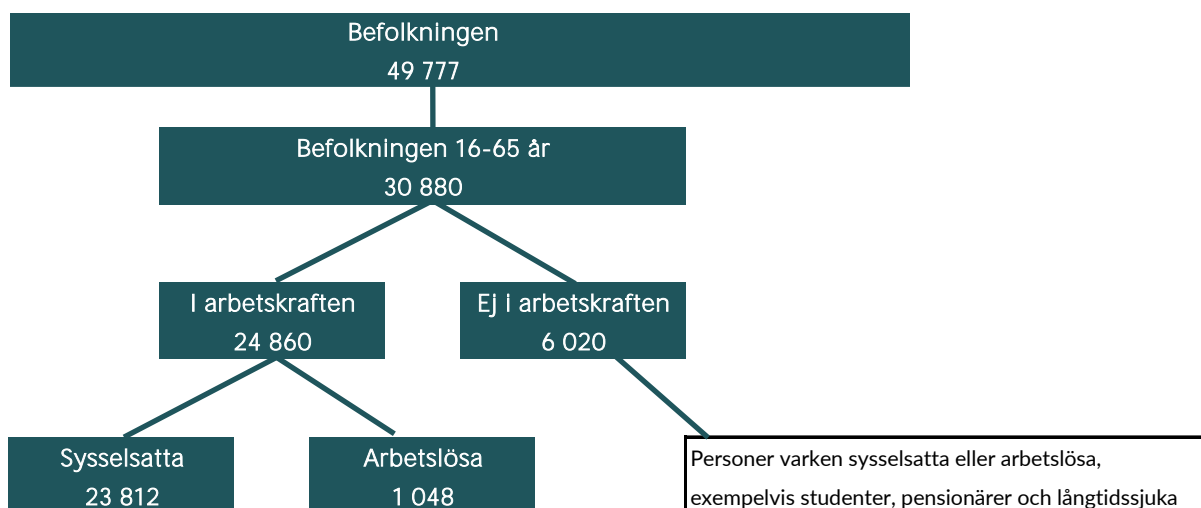 Befolkningen
49 777
Befolkningen 16-65 år
30 880
I arbetskraften
24 860
Ej i arbetskraften
6 020
Sysselsatta
23 812
Arbetslösa
1 048
Personer varken sysselsatta eller arbetslösa,
exempelvis studenter, pensionärer och långtidssjuka